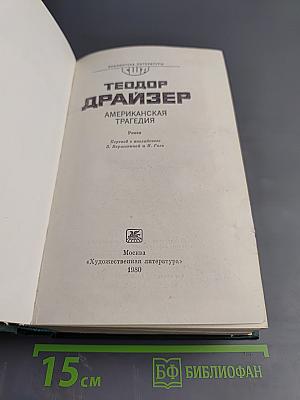 БИБЛИОТЕКА ЛИТЕРАТУРЫ
США
ТЕОДОР
ДРАЙЗЕР
АМЕРИКАНСКАЯ
ТРАГЕДИЯ
Роман
Перевод с английского
З. Вершининой и Н. Галь
Москва
«Художественная литература»
1980
15 см
БФ БИБЛИОФАН